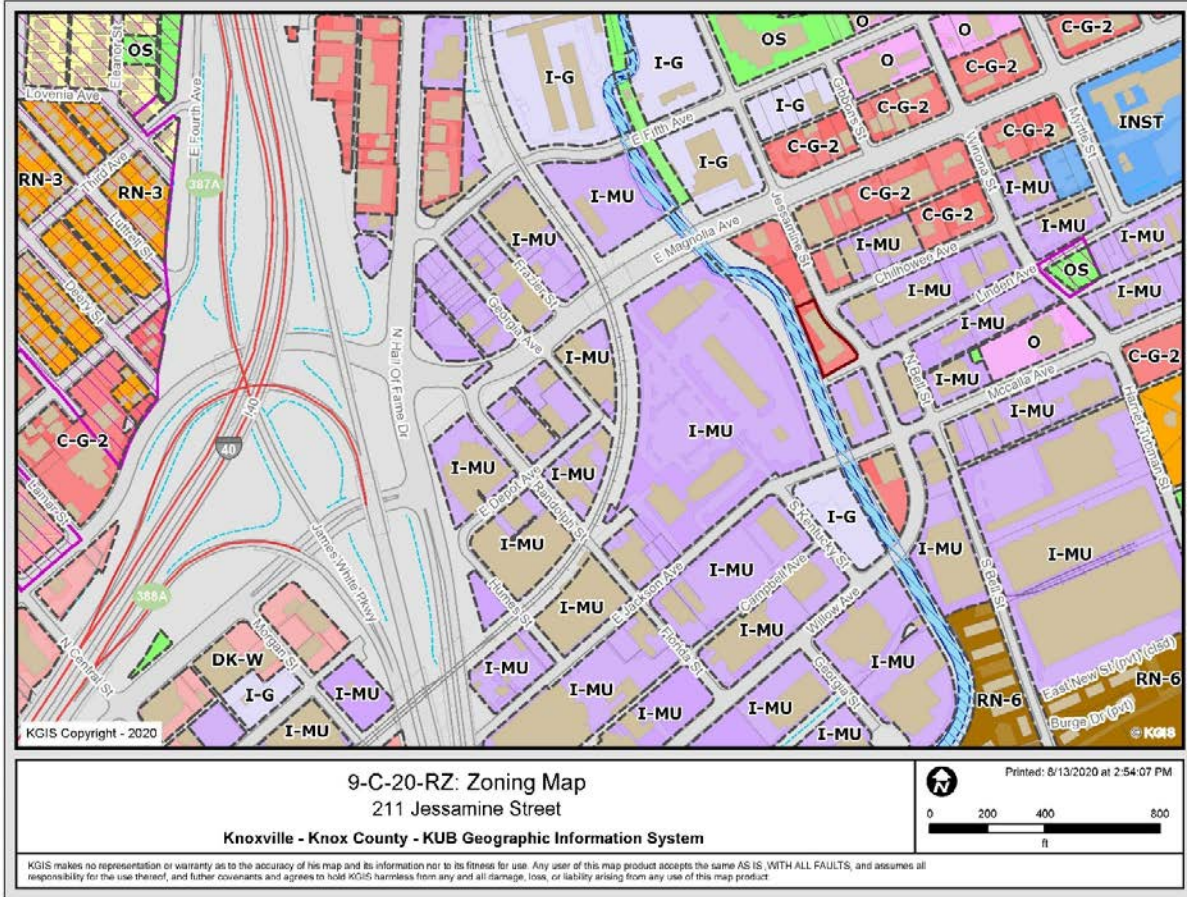 OS
Eleanor St
E Fourth Ave
Lovenia Ave
Third Ave
RN-3
RN-3
387A
Luttrell St
Deery St
C-G-2
Lamar St
40
I-40
388A
N Central St
Morgan St
DK-W
I-G
I-MU
I-MU
James White Pkwy
N Hall Of Fame Dr
I-G
I-G
E Fifth Ave
I-G
I-MU
I-MU
Frazier St
Georgia Ave
E Magnolia Ave
I-MU
I-MU
I-MU
E Depot Ave
I-MU
Randolph St
I-MU
Humes St
I-MU
E Jackson Ave
I-MU
I-MU
Florida St
I-MU
I-MU
Campbell Ave
I-MU
I-MU
I-MU
Willow Ave
Georgia St
I-MU
I-MU
S Kentucky St
I-G
OS
O
O
O
C-G-2
C-G-2
Gibbons St
I-G
C-G-2
C-G-2
C-G-2
Myrtle St
INST
Winona St
Jessamine St
C-G-2
C-G-2
I-MU
I-MU
I-MU
Chilhowee Ave
I-MU
Linden Ave
OS
I-MU
I-MU
I-MU
O
I-MU
N Bell St
Mccalla Ave
C-G-2
I-MU
Harriet Tubman St
I-MU
I-MU
S Bell St
RN-6
East New St (pvt) (clsd)
RN-6
Burge Dr (pvt)
KGIS Copyright - 2020
© KGIS
9-C-20-RZ: Zoning Map
211 Jessamine Street
Knoxville - Knox County - KUB Geographic Information System
N
Printed: 8/13/2020 at 2:54:07 PM
0 200 400 800
ft
KGIS makes no representation or warranty as to the accuracy of his map and its information nor to its fitness for use. Any user of this map product accepts the same AS IS ,WITH ALL FAULTS, and assumes all
responsibility for the use thereof, and futher covenants and agrees to hold KGIS harmless from any and all damage, loss, or liability arising from any use of this map product.